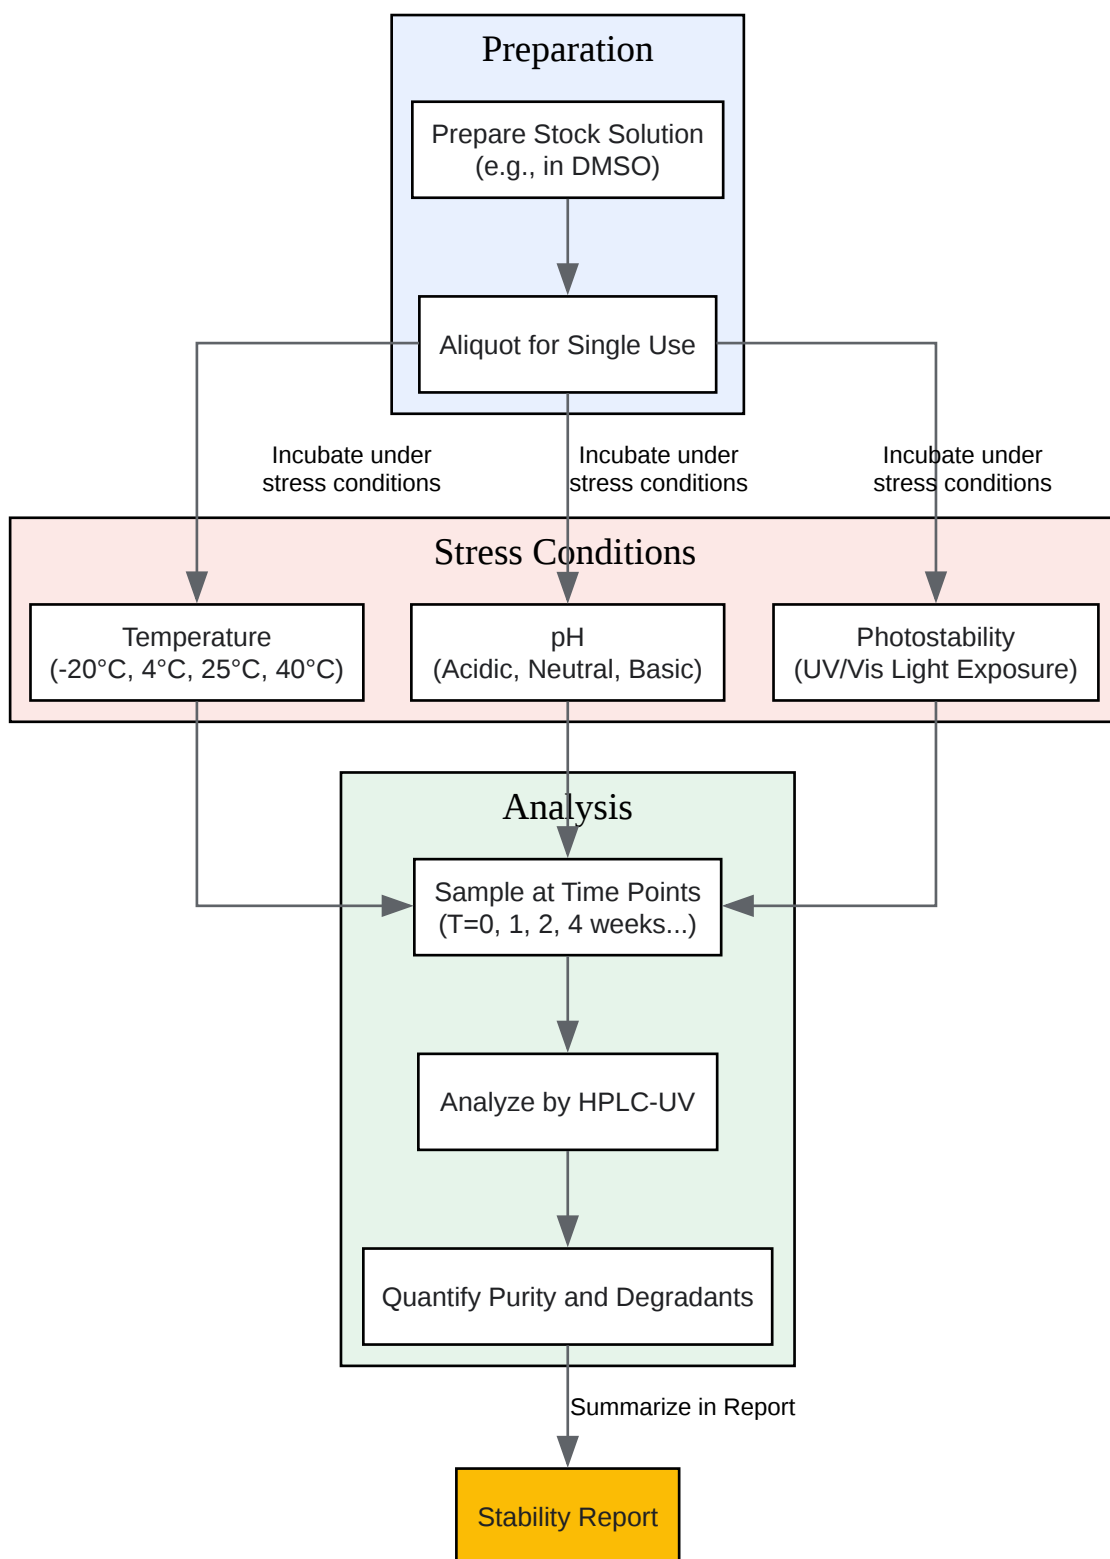 Preparation
Prepare Stock Solution
(e.g., in DMSO)
Aliquot for Single Use
Incubate under
stress conditions
Incubate under
stress conditions
Incubate under
stress conditions
Stress Conditions
Temperature
(-20°C, 4°C, 25°C, 40°C)
pH
(Acidic, Neutral, Basic)
Photostability
(UV/Vis Light Exposure)
Analysis
Sample at Time Points
(T=0, 1, 2, 4 weeks...)
Analyze by HPLC-UV
Quantify Purity and Degradants
Summarize in Report
Stability Report